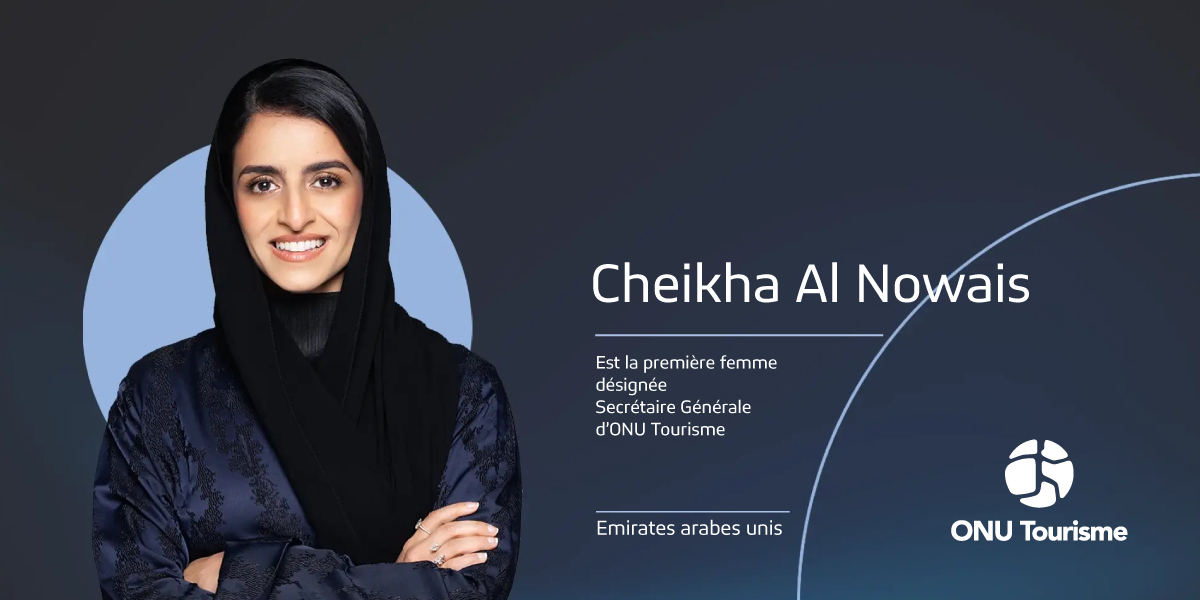 Cheikha Al Nowais
Est la première femme
désignée
Secrétaire Générale
d'ONU Tourisme
Emirates arabes unis
ONU Tourisme